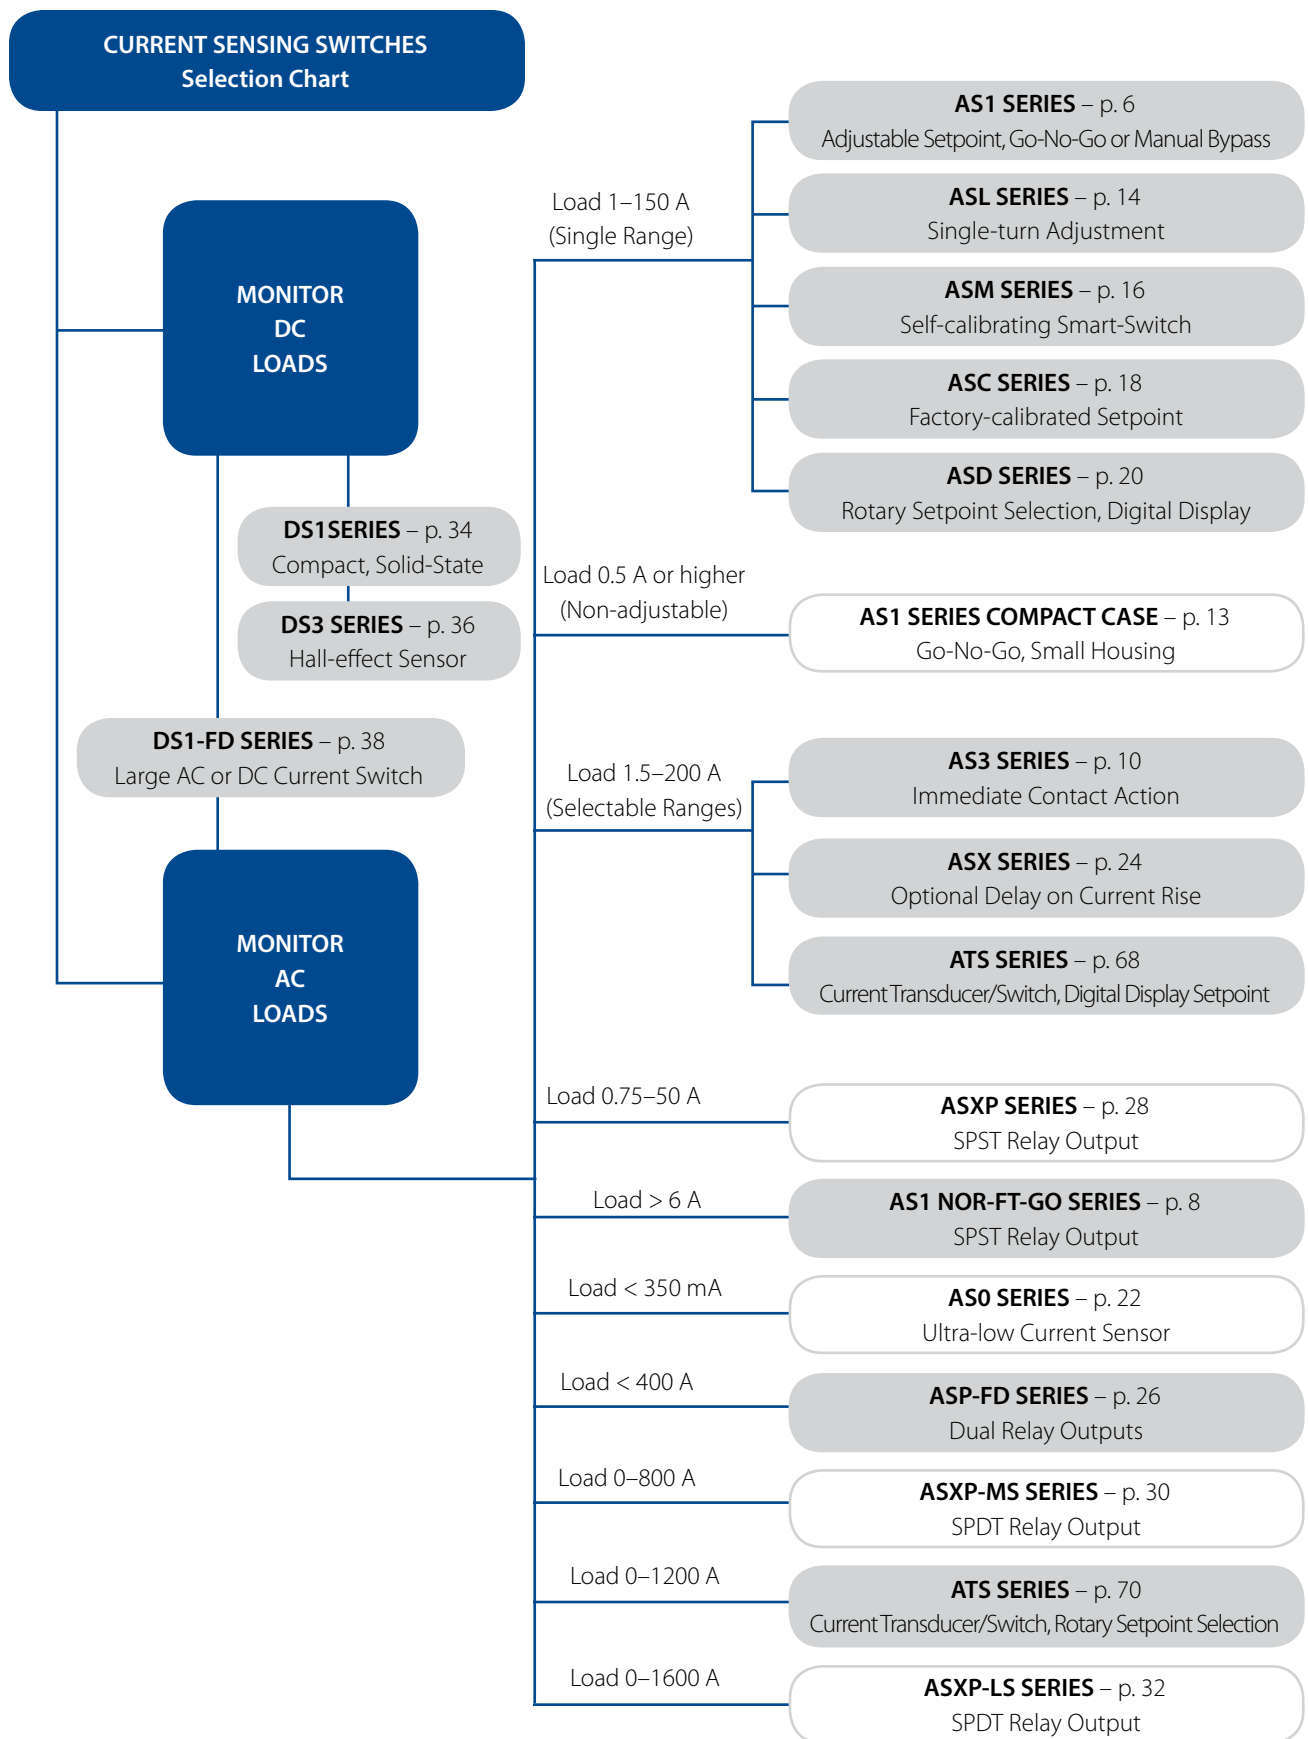 CURRENT SENSING SWITCHES
Selection Chart
MONITOR
DC
LOADS
DS1SERIES – p. 34
Compact, Solid-State
DS3 SERIES – p. 36
Hall-effect Sensor
DS1-FD SERIES – p. 38
Large AC or DC Current Switch
MONITOR
AC
LOADS
Load 1–150 A
(Single Range)
AS1 SERIES – p. 6
Adjustable Setpoint, Go-No-Go or Manual Bypass
ASL SERIES – p. 14
Single-turn Adjustment
ASM SERIES – p. 16
Self-calibrating Smart-Switch
ASC SERIES – p. 18
Factory-calibrated Setpoint
ASD SERIES – p. 20
Rotary Setpoint Selection, Digital Display
Load 0.5 A or higher
(Non-adjustable)
AS1 SERIES COMPACT CASE – p. 13
Go-No-Go, Small Housing
Load 1.5–200 A
(Selectable Ranges)
AS3 SERIES – p. 10
Immediate Contact Action
ASX SERIES – p. 24
Optional Delay on Current Rise
ATS SERIES – p. 68
Current Transducer/Switch, Digital Display Setpoint
Load 0.75–50 A
ASXP SERIES – p. 28
SPST Relay Output
Load > 6 A
AS1 NOR-FT-GO SERIES – p. 8
SPST Relay Output
Load < 350 mA
AS0 SERIES – p. 22
Ultra-low Current Sensor
Load < 400 A
ASP-FD SERIES – p. 26
Dual Relay Outputs
Load 0–800 A
ASXP-MS SERIES – p. 30
SPDT Relay Output
Load 0–1200 A
ATS SERIES – p. 70
Current Transducer/Switch, Rotary Setpoint Selection
Load 0–1600 A
ASXP-LS SERIES – p. 32
SPDT Relay Output